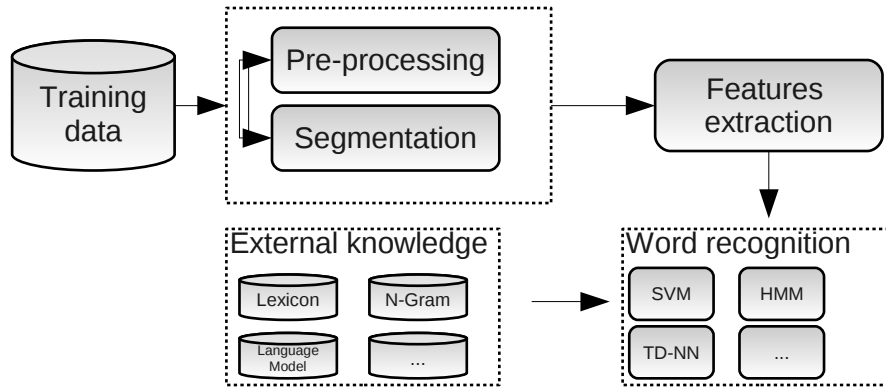 Training
data
Pre-processing
Segmentation
Features
extraction
External knowledge
Lexicon
N-Gram
Language
Model
...
Word recognition
SVM
HMM
TD-NN
...